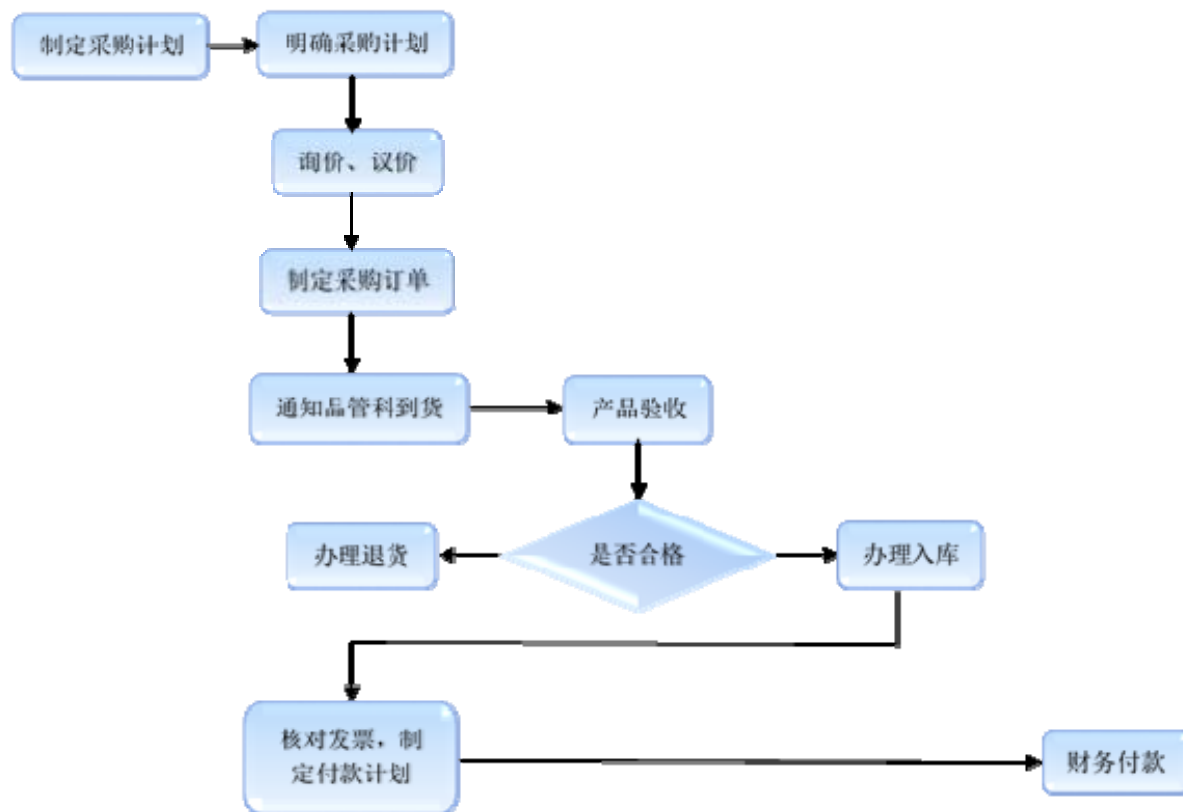 制定采购计划
明确采购计划
询价、议价
制定采购订单
通知品管科到货
产品验收
办理退货
是否合格
办理入库
核对发票，制
定付款计划
财务付款